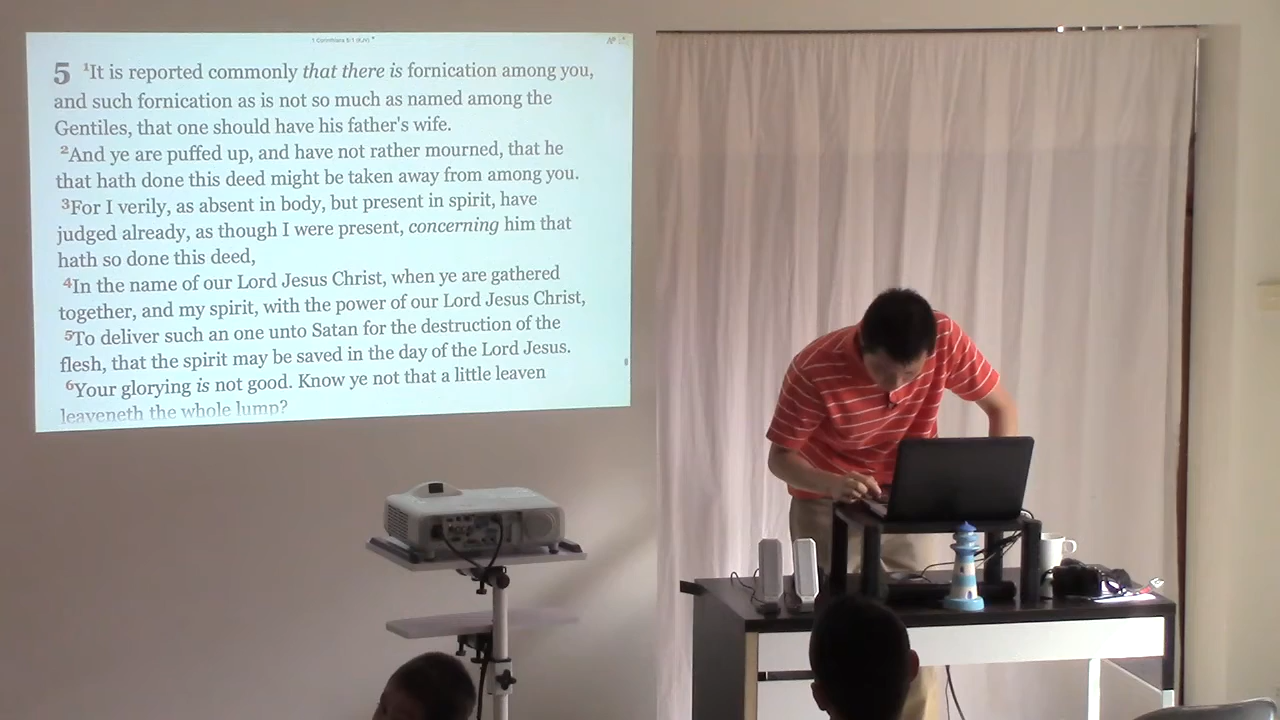 1 Corinthians 5:1 (KJV)
5 ¹It is reported commonly that there is fornication among you,
and such fornication as is not so much as named among the
Gentiles, that one should have his father's wife.
²And ye are puffed up, and have not rather mourned, that he
that hath done this deed might be taken away from among you.
³For I verily, as absent in body, but present in spirit, have
judged already, as though I were present, concerning him that
hath so done this deed,
⁴In the name of our Lord Jesus Christ, when ye are gathered
together, and my spirit, with the power of our Lord Jesus Christ,
⁵To deliver such an one unto Satan for the destruction of the
flesh, that the spirit may be saved in the day of the Lord Jesus.
⁶Your glorying is not good. Know ye not that a little leaven
leaveneth the whole lump?